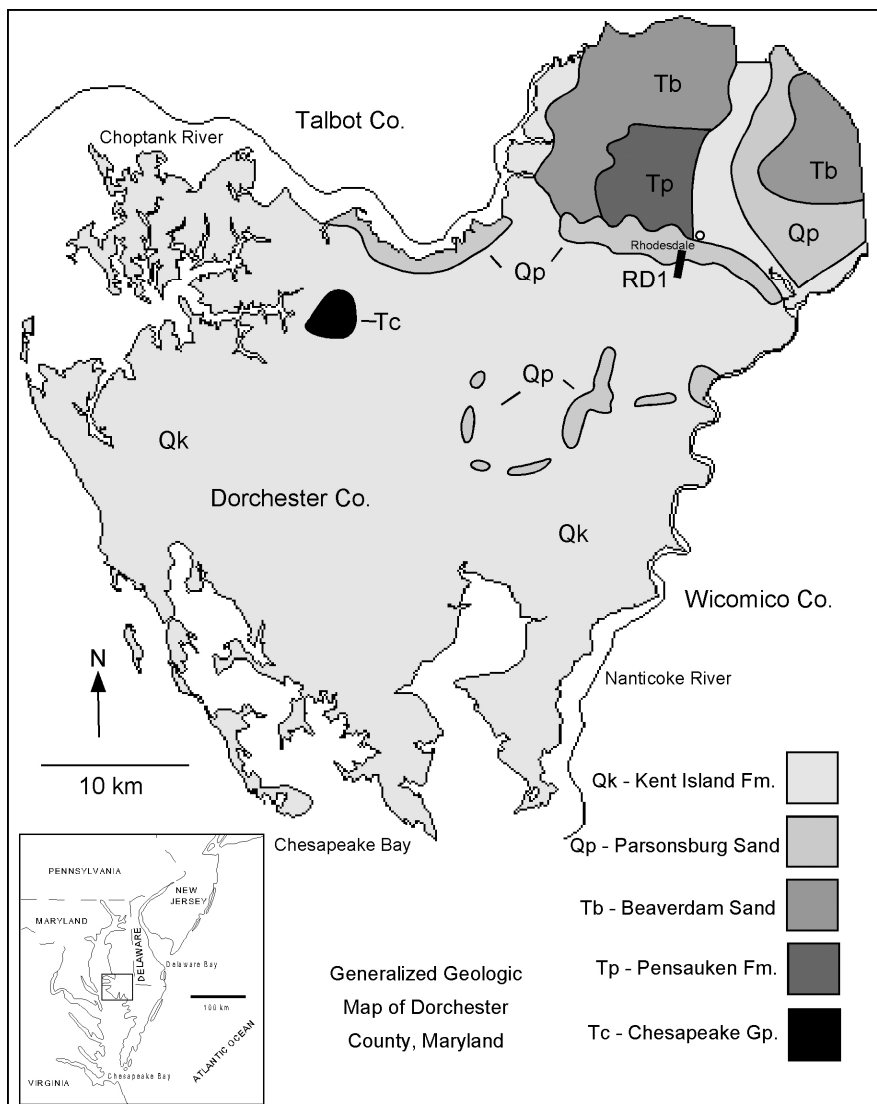 Talbot Co.
Choptank River
Tb
Tp
Tb
Qp
Rhodesdale
RD1
Qp
Tc
Qp
Qk
Dorchester Co.
Qk
Wicomico Co.
N
Nanticoke River
10 km
Chesapeake Bay
Qk - Kent Island Fm.
Qp - Parsonsburg Sand
Tb - Beaverdam Sand
Tp - Pensauken Fm.
Tc - Chesapeake Gp.
Generalized Geologic
Map of Dorchester
County, Maryland
PENNSYLVANIA
NEW
JERSEY
MARYLAND
DELAWARE
Delaware Bay
100 km
ATLANTIC OCEAN
Chesapeake Bay
VIRGINIA